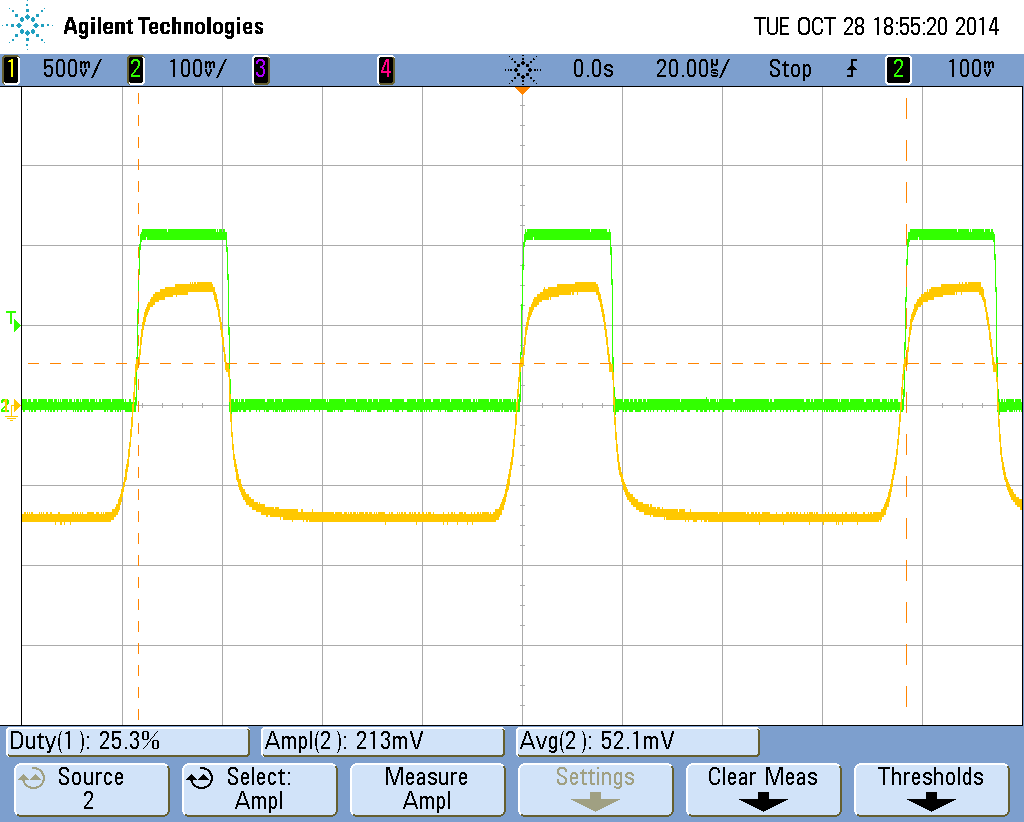 Agilent Technologies TUE OCT 28 18:55:20 2014
1 500mV/ 2 100mV/ 3 4 0.0s 20.00µs/ Stop 2 100mV
T
2
Duty(1): 25.3% Ampl(2): 213mV Avg(2): 52.1mV
Source Select: Measure Settings Clear Meas Thresholds
2 Ampl Ampl